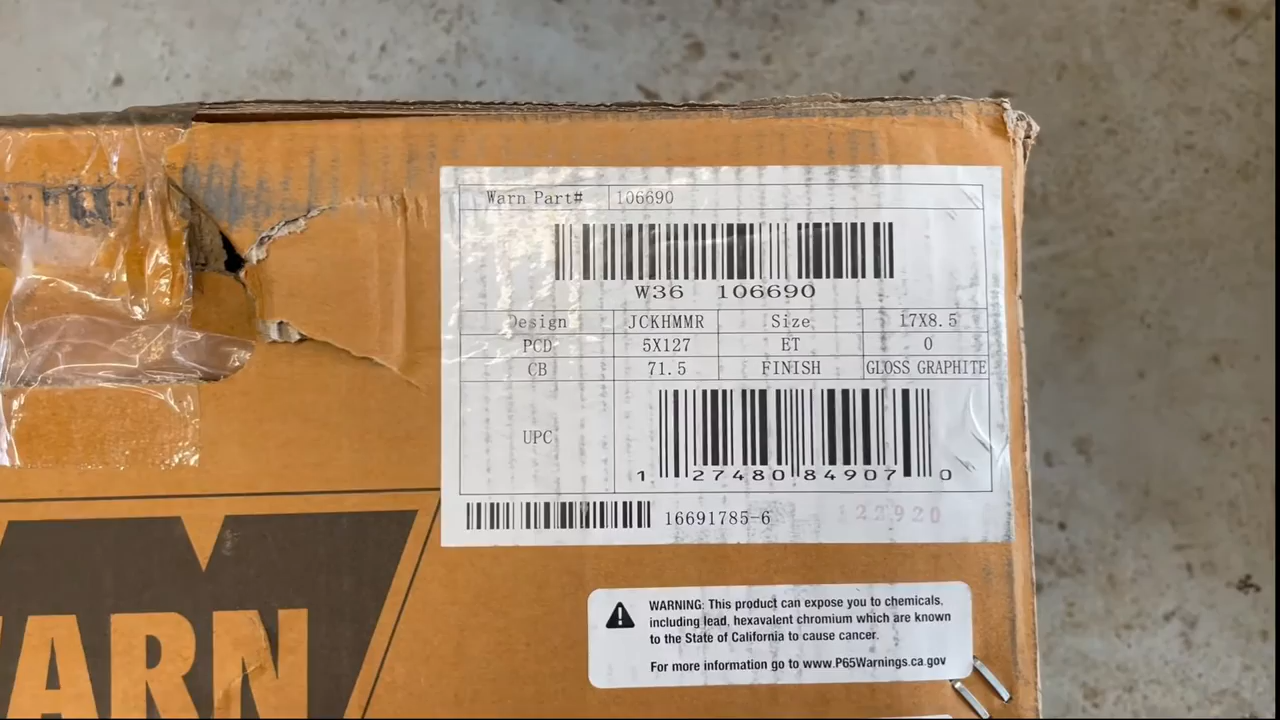 Warn Part# 106690
W36 106690
Design JCKHMMR Size 17X8.5
PCD 5X127 ET 0
CB 71.5 FINISH GLOSS GRAPHITE
UPC
1 27480 84907 0
16691785-6 122920
WARNING: This product can expose you to chemicals,
including lead, hexavalent chromium which are known
to the State of California to cause cancer.
For more information go to www.P65Warnings.ca.gov
WARN